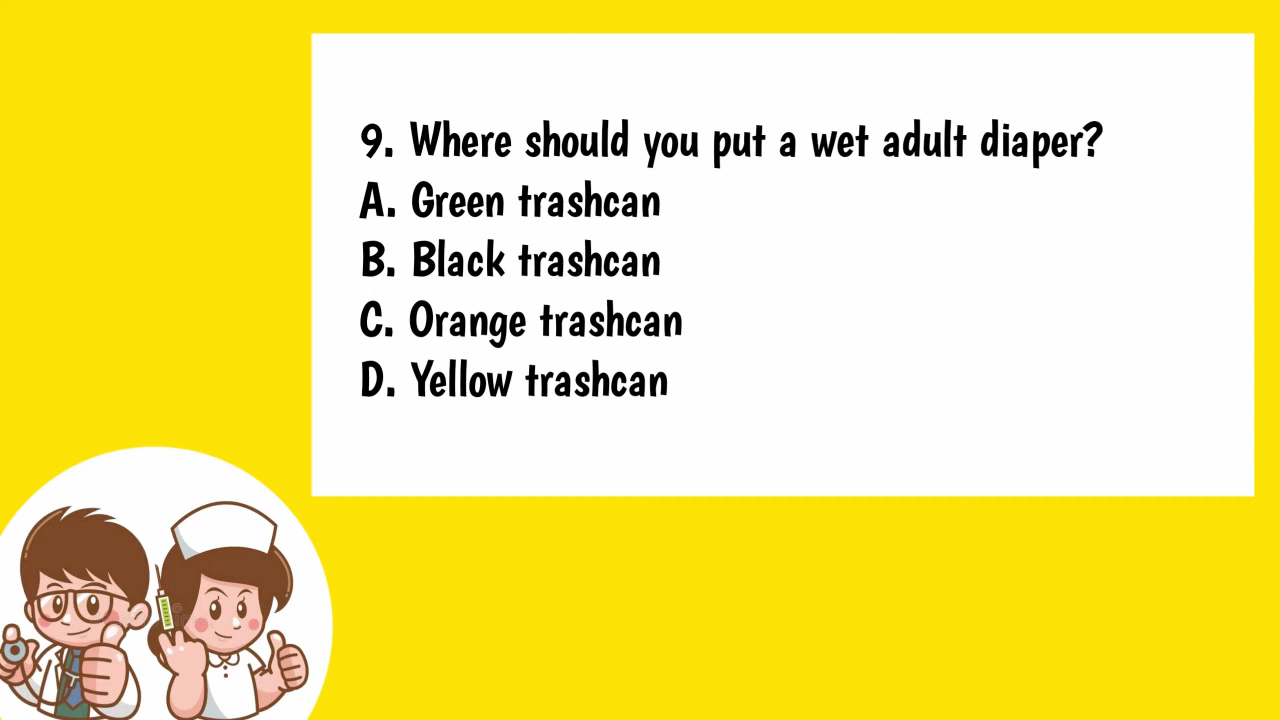 9. Where should you put a wet adult diaper?
A. Green trashcan
B. Black trashcan
C. Orange trashcan
D. Yellow trashcan